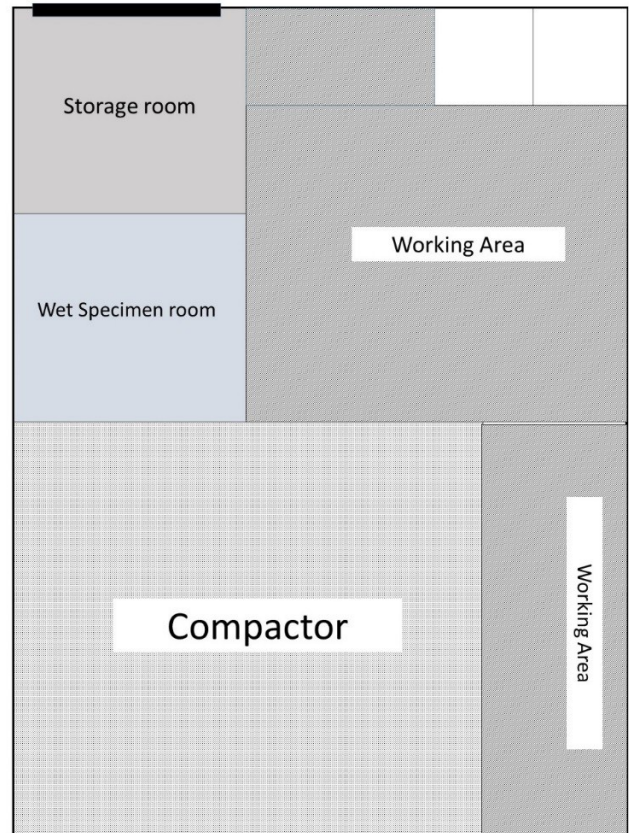 Storage room
Working Area
Wet Specimen room
Compactor
Working Area